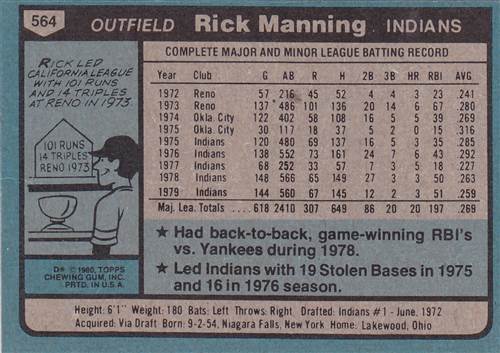 564 OUTFIELD Rick Manning INDIANS
COMPLETE MAJOR AND MINOR LEAGUE BATTING RECORD
Year Club G AB R H 2B 3B HR RBI AVG.
1972 Reno 57 216 45 52 4 4 3 23 .241
1973 Reno 137 486 101 136 20 14 6 67 .280
1974 Okla. City 122 402 58 108 16 5 5 39 .269
1975 Okla. City 30 117 18 37 5 0 2 15 .316
1975 Indians 120 480 69 137 16 5 3 35 .285
1976 Indians 138 552 73 161 24 7 6 43 .292
1977 Indians 68 252 33 57 7 3 5 18 .227
1978 Indians 148 566 65 149 27 3 3 50 .263
1979 Indians 144 560 67 145 12 2 3 51 .259
Maj. Lea. Totals 618 2410 307 649 86 20 20 197 .269
RICK LED
CALIFORNIA LEAGUE
WITH 101 RUNS
AND 14 TRIPLES
AT RENO IN 1973.
101 RUNS
14 TRIPLES
RENO 1973
★ Had back-to-back, game-winning RBI's
vs. Yankees during 1978.
★ Led Indians with 19 Stolen Bases in 1975
and 16 in 1976 season.
D* © 1980, TOPPS
CHEWING GUM, INC.
PRTD. IN U.S.A.
Height: 6'1" Weight: 180 Bats: Left Throws: Right Drafted: Indians #1 - June, 1972
Acquired: Via Draft Born: 9-2-54, Niagara Falls, New York Home: Lakewood, Ohio